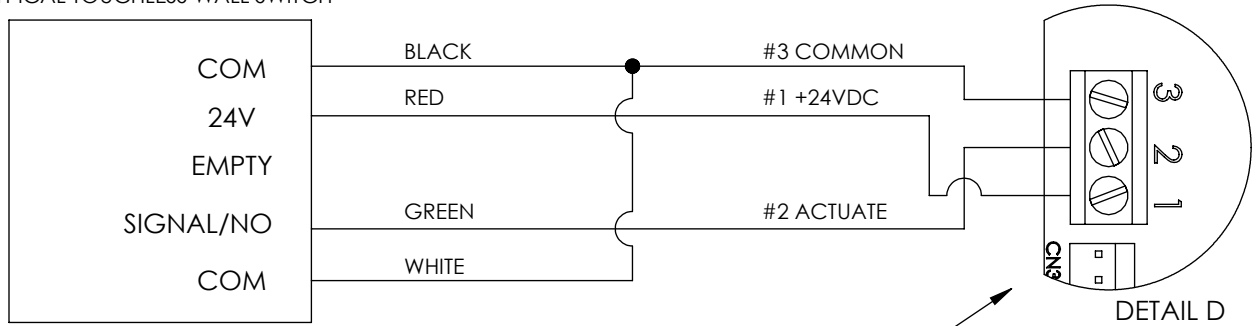 COM
24V
EMPTY
SIGNAL/NO
COM
BLACK
RED
GREEN
WHITE
#3 COMMON
#1 +24VDC
#2 ACTUATE
3
2
1
CN3
DETAIL D